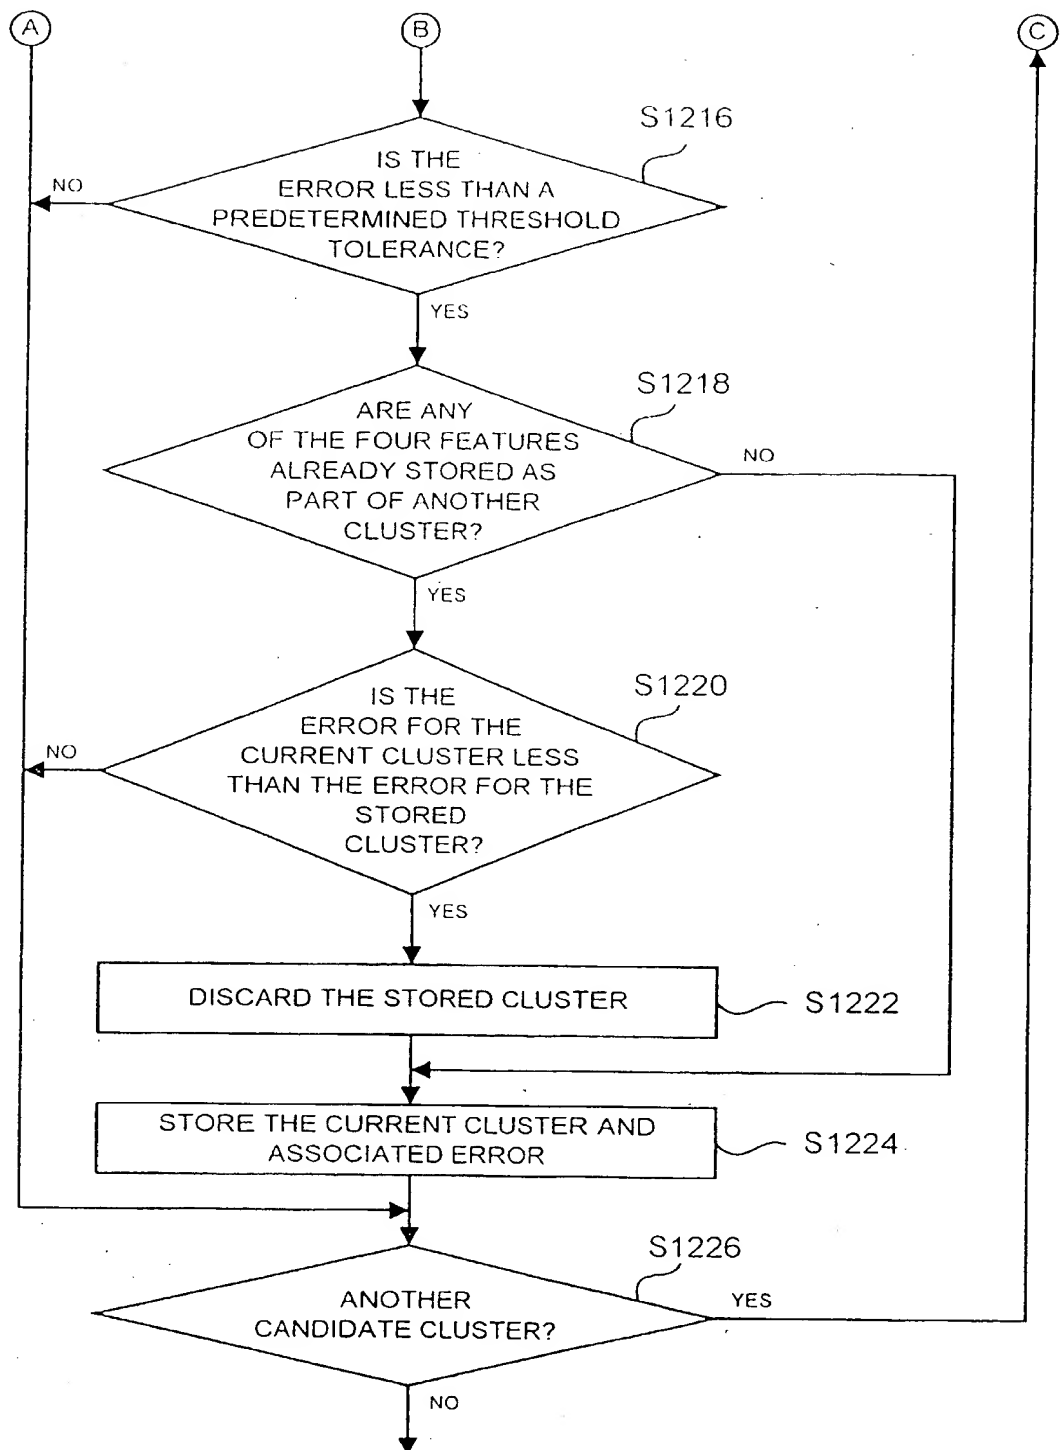 A
B
C
S1216
IS THE
ERROR LESS THAN A
PREDETERMINED THRESHOLD
TOLERANCE?
NO
YES
S1218
ARE ANY
OF THE FOUR FEATURES
ALREADY STORED AS
PART OF ANOTHER
CLUSTER?
NO
YES
S1220
IS THE
ERROR FOR THE
CURRENT CLUSTER LESS
THAN THE ERROR FOR THE
STORED
CLUSTER?
NO
YES
DISCARD THE STORED CLUSTER
S1222
STORE THE CURRENT CLUSTER AND
ASSOCIATED ERROR
S1224
S1226
ANOTHER
CANDIDATE CLUSTER?
YES
NO